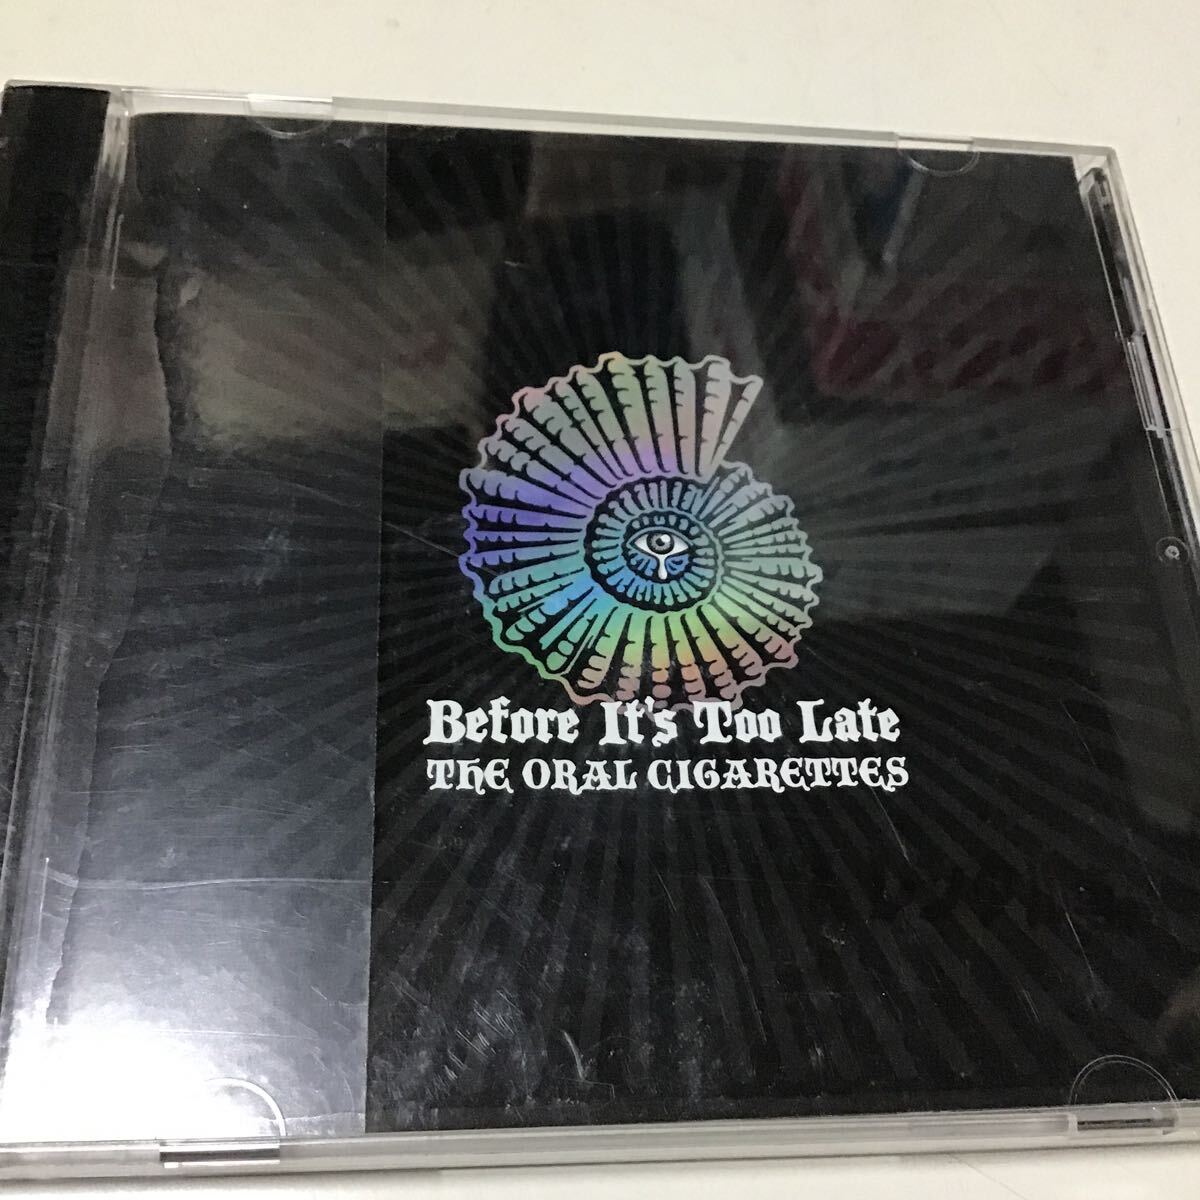 Before It's Too Late
THE ORAL CIGARETTES